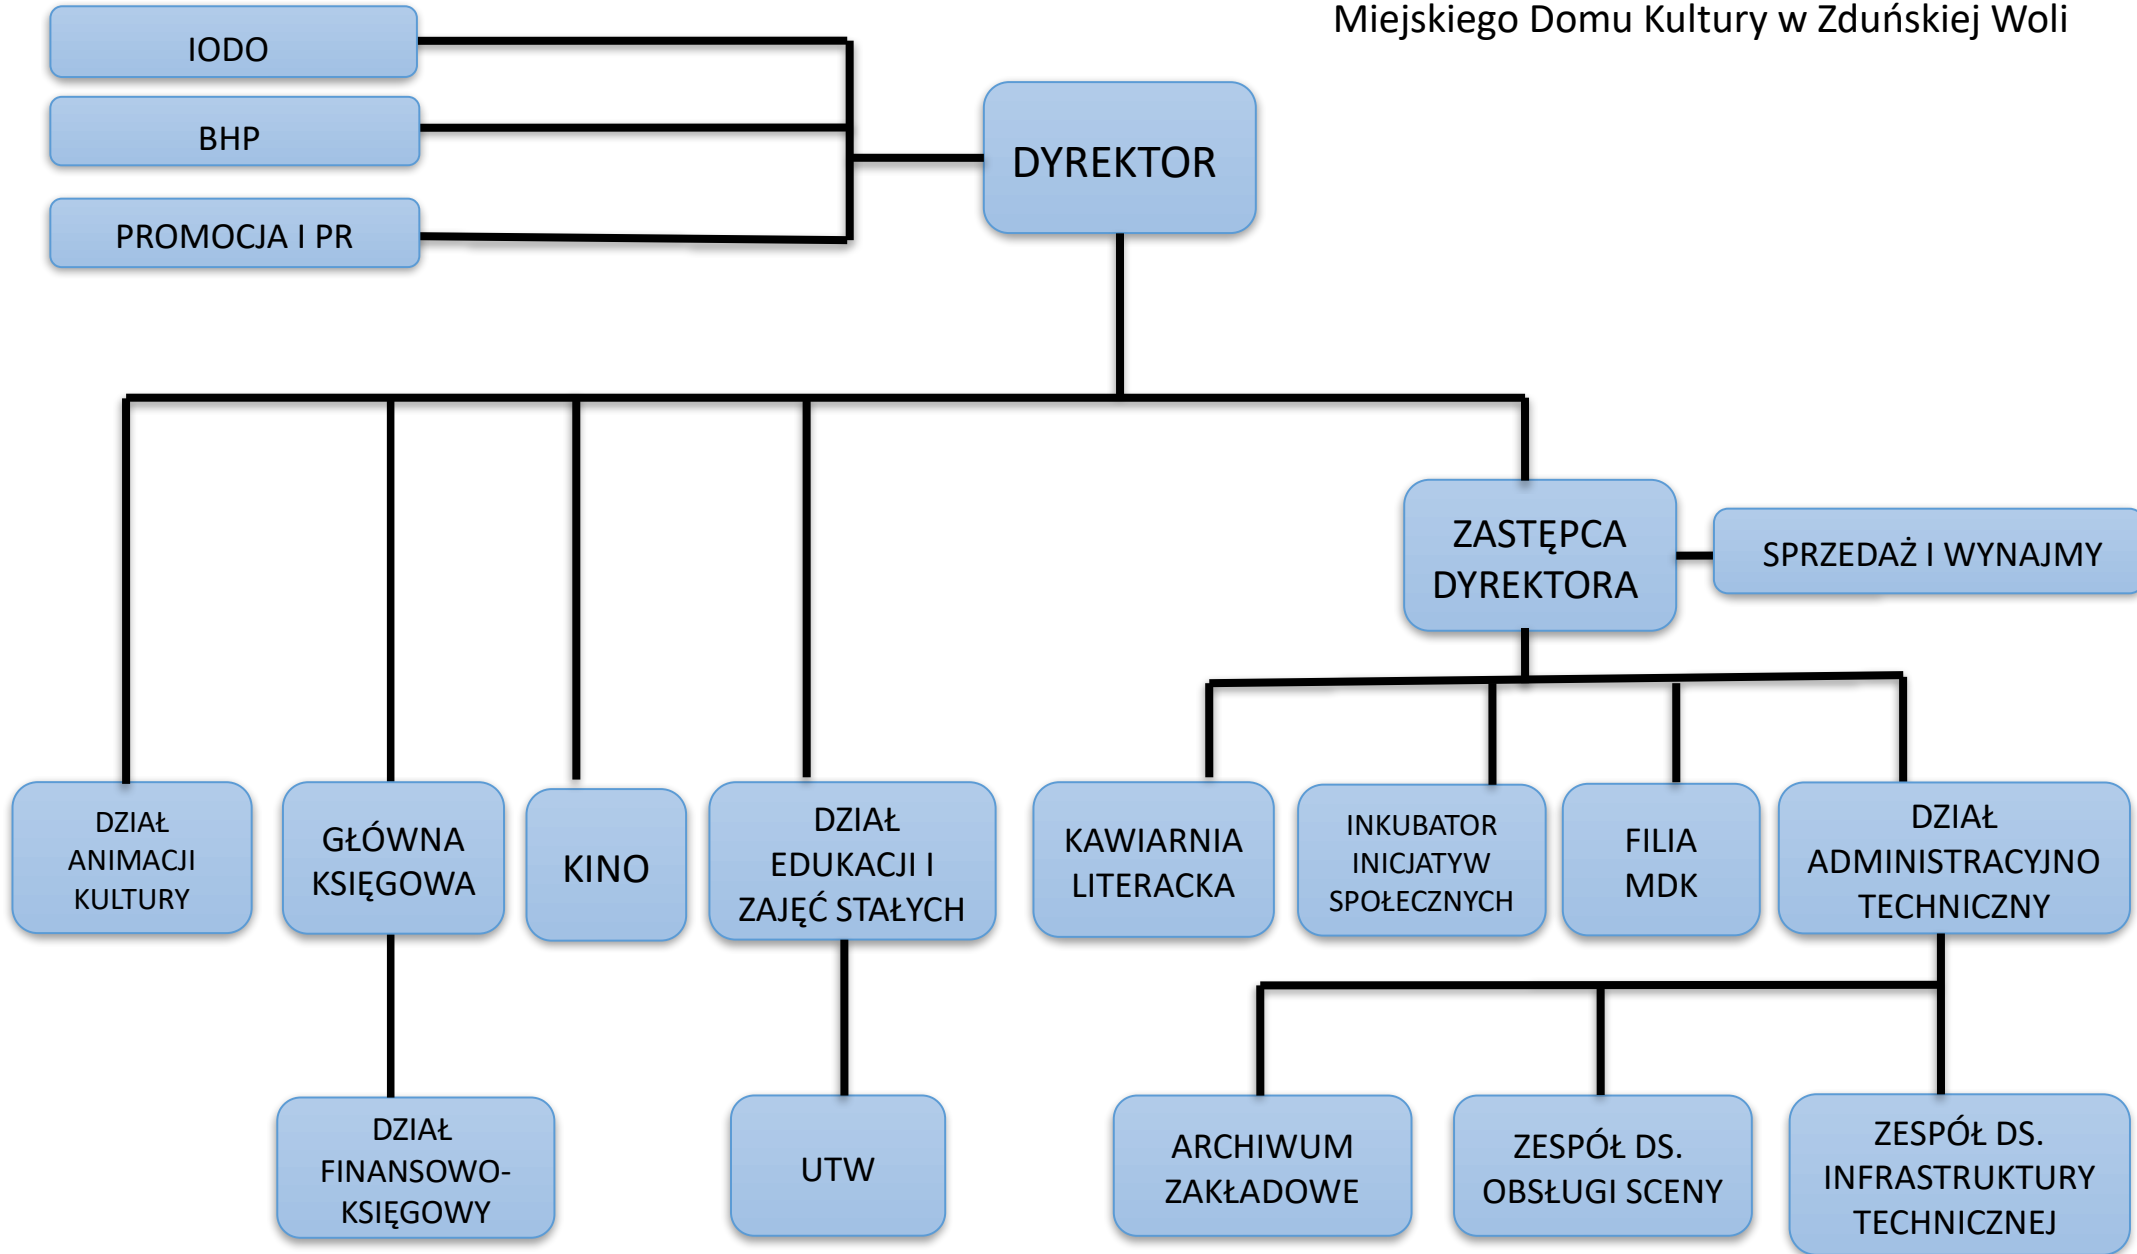 Miejskiego Domu Kultury w Zduńskiej Woli
IODO
BHP
PROMOCJA I PR
DYREKTOR
ZASTĘPCA
DYREKTORA
SPRZEDAŻ I WYNAJMY
DZIAŁ
ANIMACJI
KULTURY
GŁÓWNA
KSIĘGOWA
KINO
DZIAŁ
EDUKACJI I
ZAJĘĆ STAŁYCH
KAWIARNIA
LITERACKA
INKUBATOR
INICJATYW
SPOŁECZNYCH
FILIA
MDK
DZIAŁ
ADMINISTRACYJNO
TECHNICZNY
DZIAŁ
FINANSOWO-
KSIĘGOWY
UTW
ARCHIWUM
ZAKŁADOWE
ZESPÓŁ DS.
OBSŁUGI SCENY
ZESPÓŁ DS.
INFRASTRUKTURY
TECHNICZNEJ